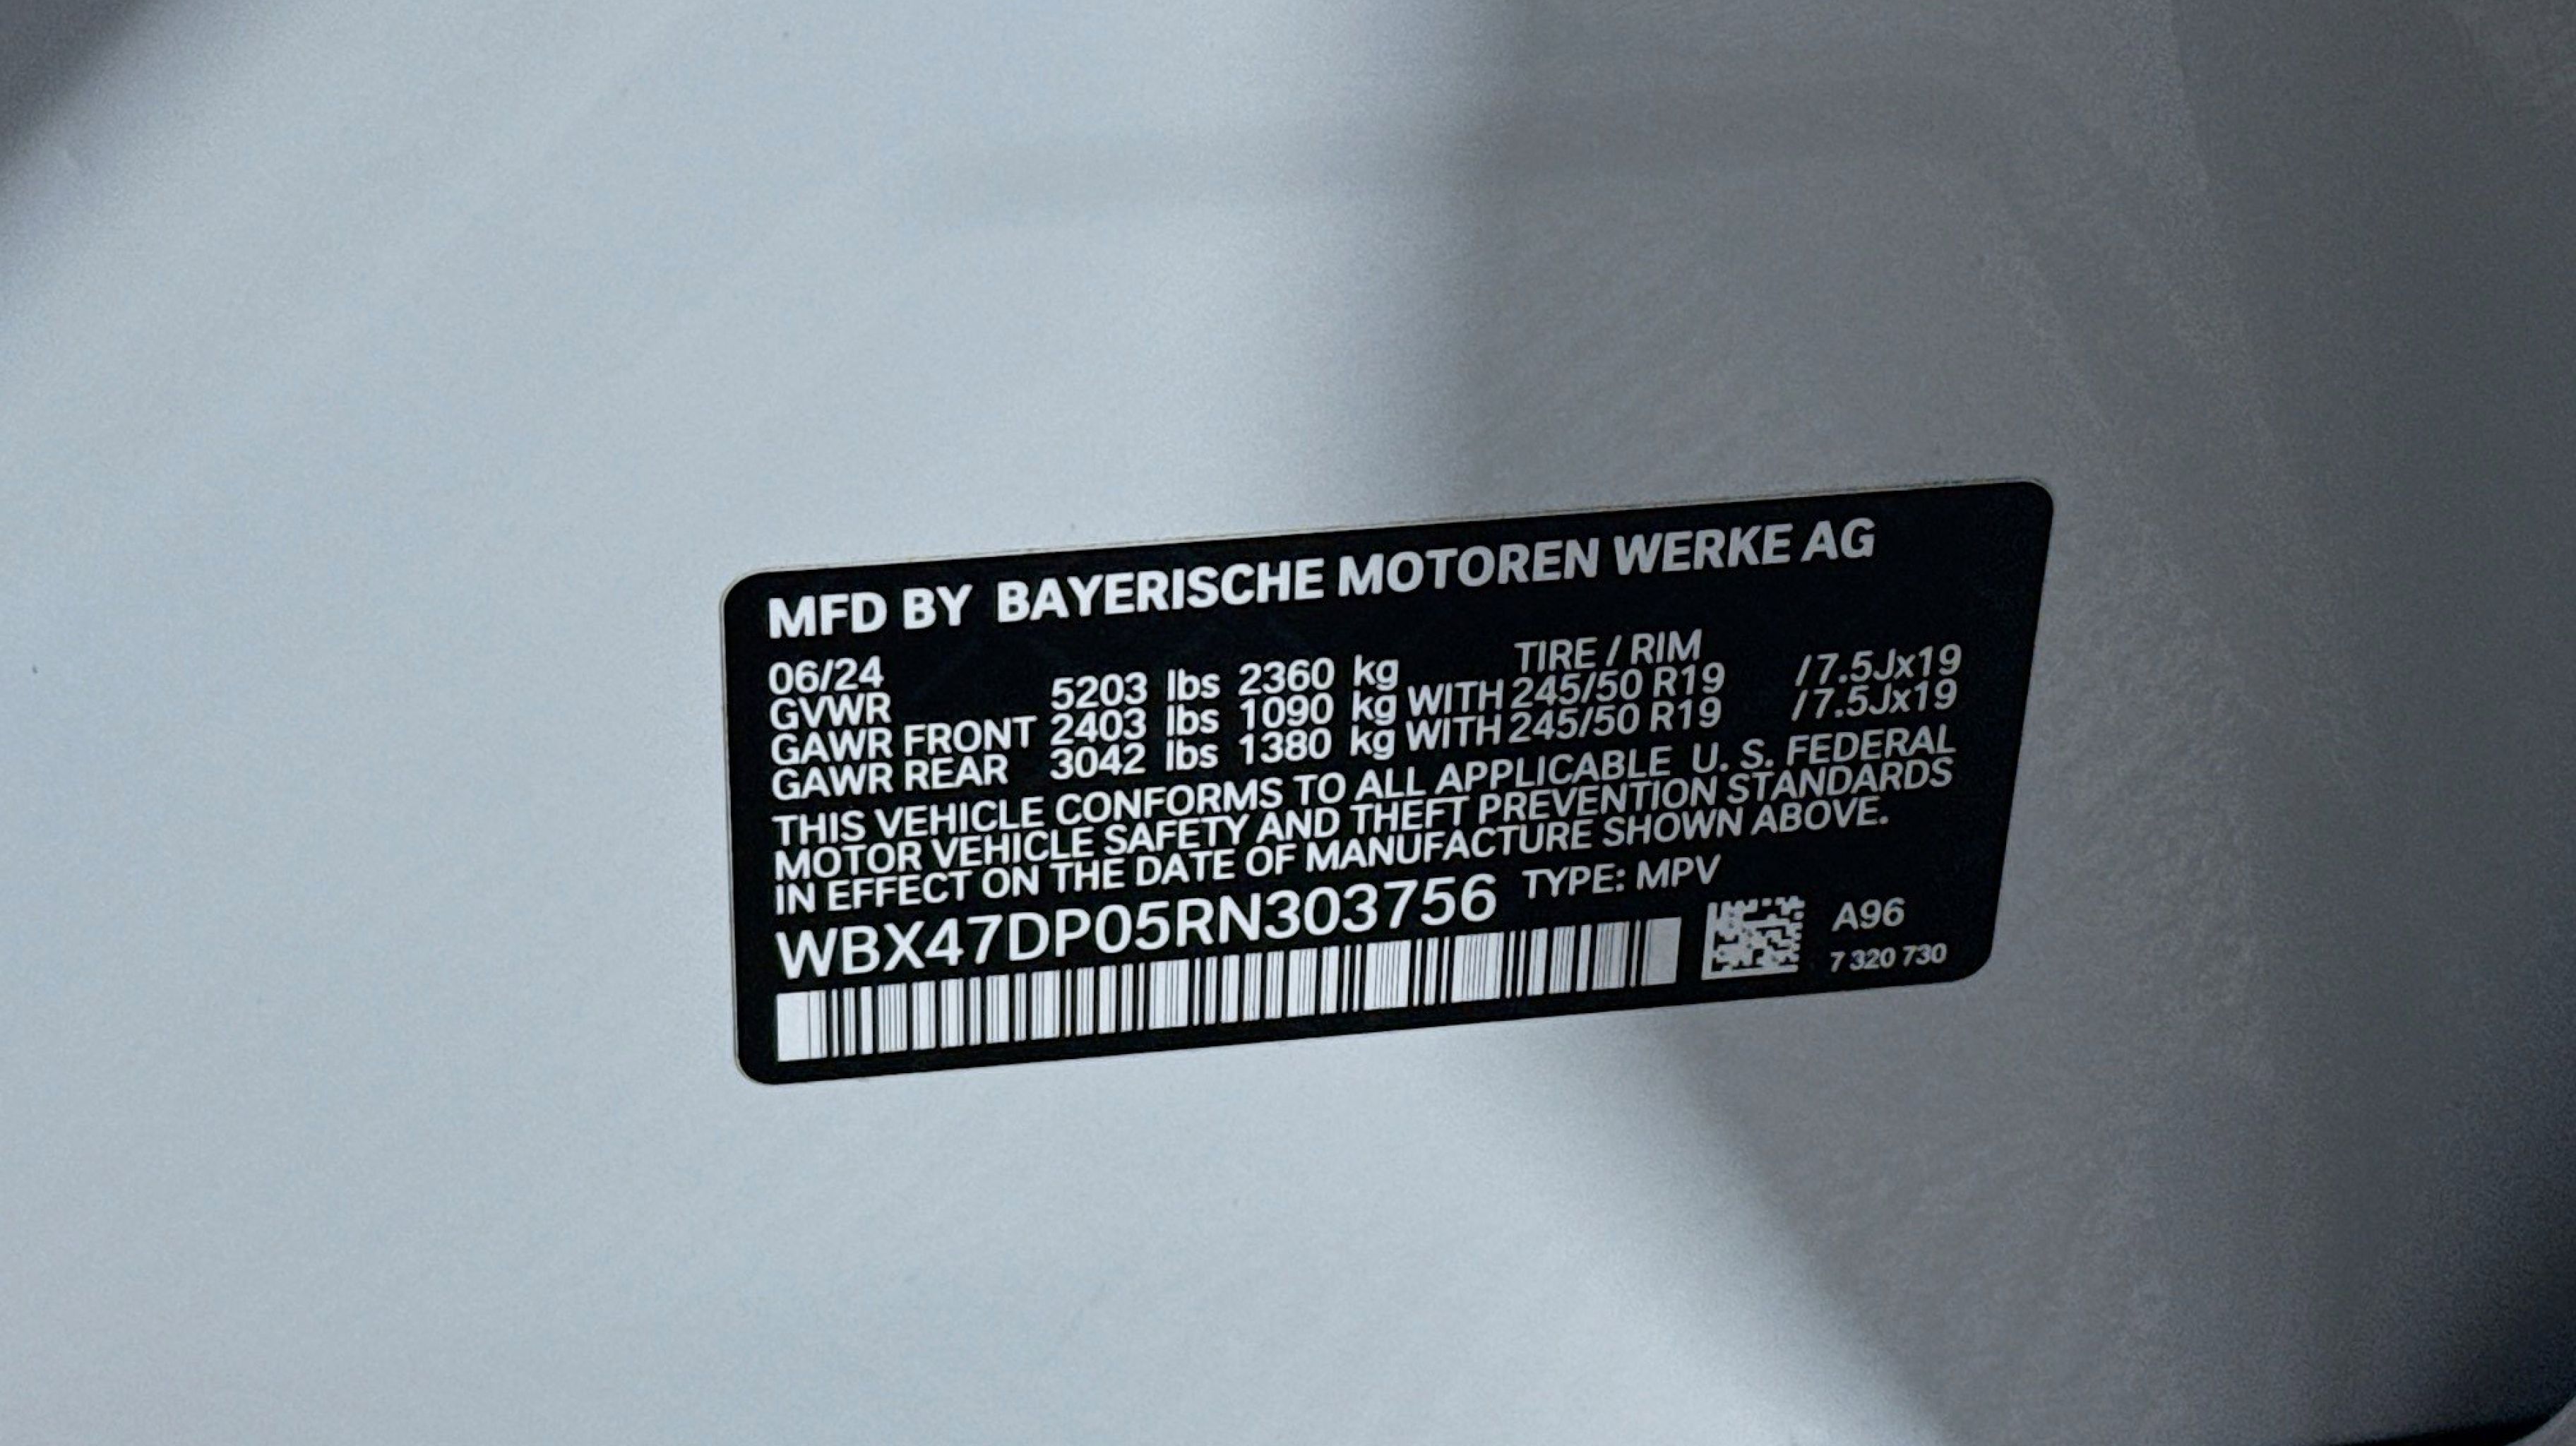 MFD BY BAYERISCHE MOTOREN WERKE AG
06/24 TIRE / RIM
GVWR 5203 lbs 2360 kg
GAWR FRONT 2403 lbs 1090 kg WITH 245/50 R19 /7.5Jx19
GAWR REAR 3042 lbs 1380 kg WITH 245/50 R19 /7.5Jx19
THIS VEHICLE CONFORMS TO ALL APPLICABLE U. S. FEDERAL
MOTOR VEHICLE SAFETY AND THEFT PREVENTION STANDARDS
IN EFFECT ON THE DATE OF MANUFACTURE SHOWN ABOVE.
WBX47DP05RN303756 TYPE: MPV
A96
7 320 730